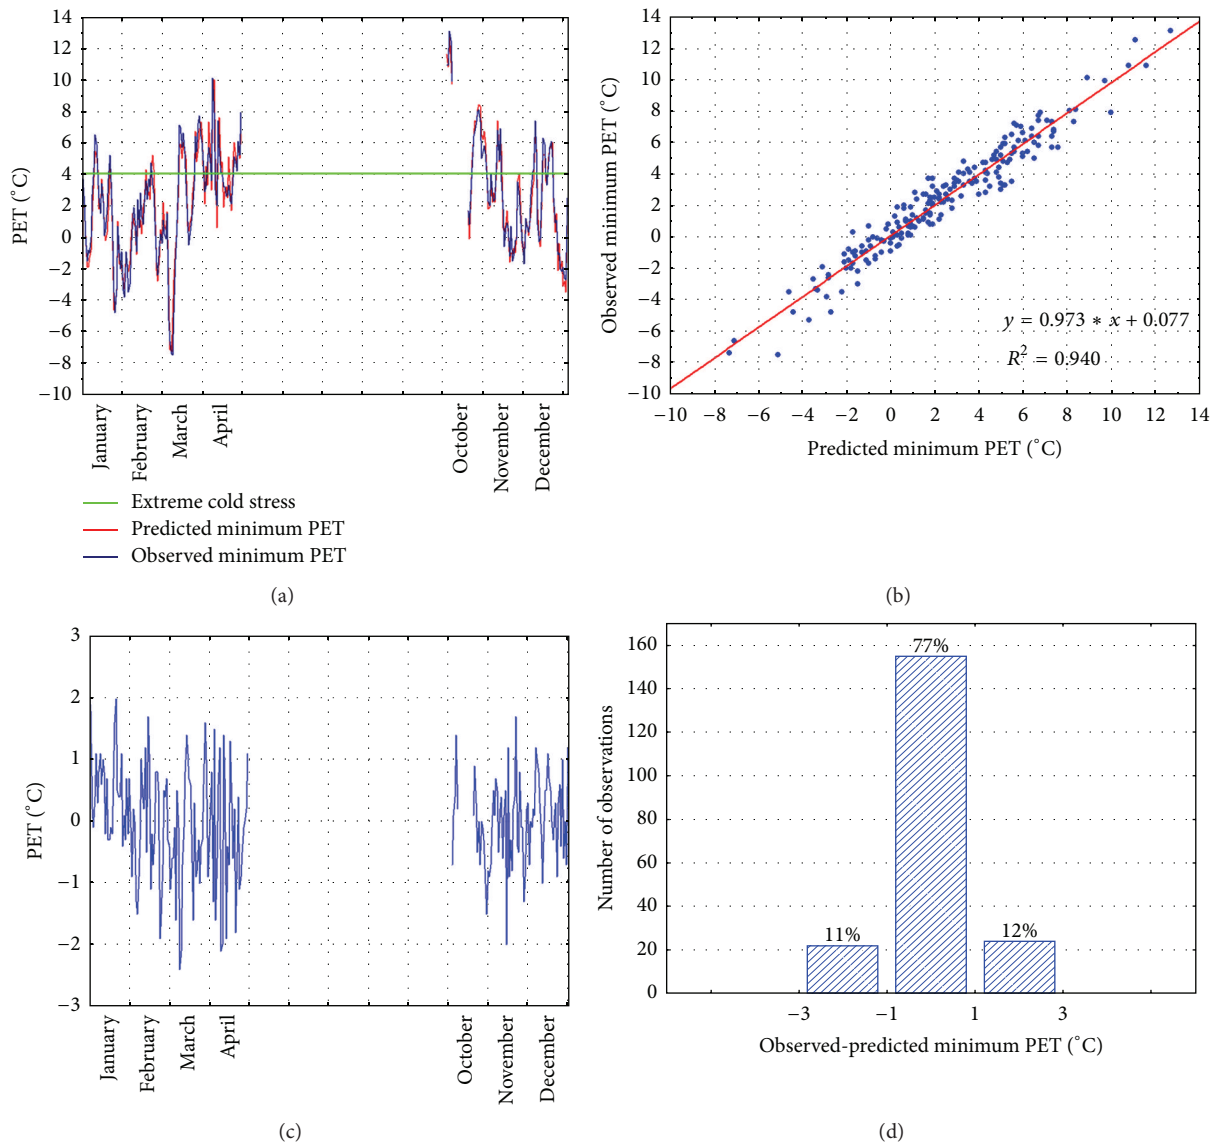 14
12
10
8
6
4
2
0
−2
−4
−6
−8
−10
PET (°C)
January
February
March
April
October
November
December
Extreme cold stress
Predicted minimum PET
Observed minimum PET
(a)
14
12
10
8
6
4
2
0
−2
−4
−6
−8
−10
Observed minimum PET (°C)
y = 0.973 ∗ x + 0.077
R² = 0.940
−10 −8 −6 −4 −2 0 2 4 6 8 10 12 14
Predicted minimum PET (°C)
(b)
3
2
1
0
−1
−2
−3
PET (°C)
January
February
March
April
October
November
December
(c)
160
140
120
100
80
60
40
20
0
Number of observations
77%
11%
12%
−3 −1 1 3
Observed-predicted minimum PET (°C)
(d)